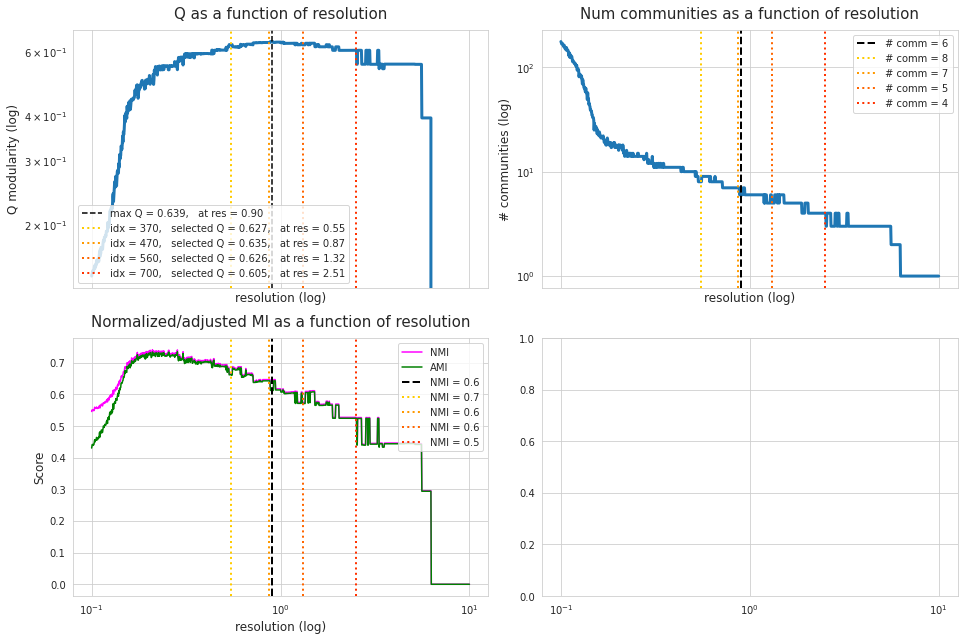 Q as a function of resolution
Num communities as a function of resolution
Q modularity (log)
6 × 10⁻¹
4 × 10⁻¹
3 × 10⁻¹
2 × 10⁻¹
max Q = 0.639, at res = 0.90
idx = 370, selected Q = 0.627, at res = 0.55
idx = 470, selected Q = 0.635, at res = 0.87
idx = 560, selected Q = 0.626, at res = 1.32
idx = 700, selected Q = 0.605, at res = 2.51
resolution (log)
# communities (log)
10²
10¹
10⁰
# comm = 6
# comm = 8
# comm = 7
# comm = 5
# comm = 4
resolution (log)
Normalized/adjusted MI as a function of resolution
Score
0.7
0.6
0.5
0.4
0.3
0.2
0.1
0.0
NMI
AMI
NMI = 0.6
NMI = 0.7
NMI = 0.6
NMI = 0.6
NMI = 0.5
10⁻¹ 10⁰ 10¹
resolution (log)
1.0
0.8
0.6
0.4
0.2
0.0
10⁻¹ 10⁰ 10¹